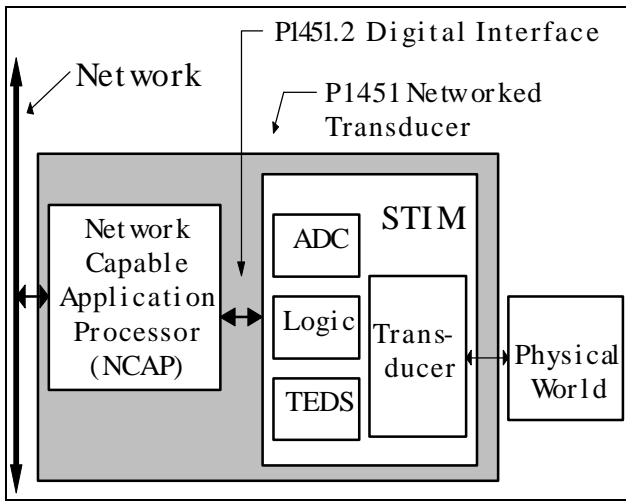 P1451.2 Digital Interface
Network
P1451 Networked
Transducer
Network
Capable
Application
Processor
(NCAP)
STIM
ADC
Logic
TEDS
Trans-
ducer
Physical
World